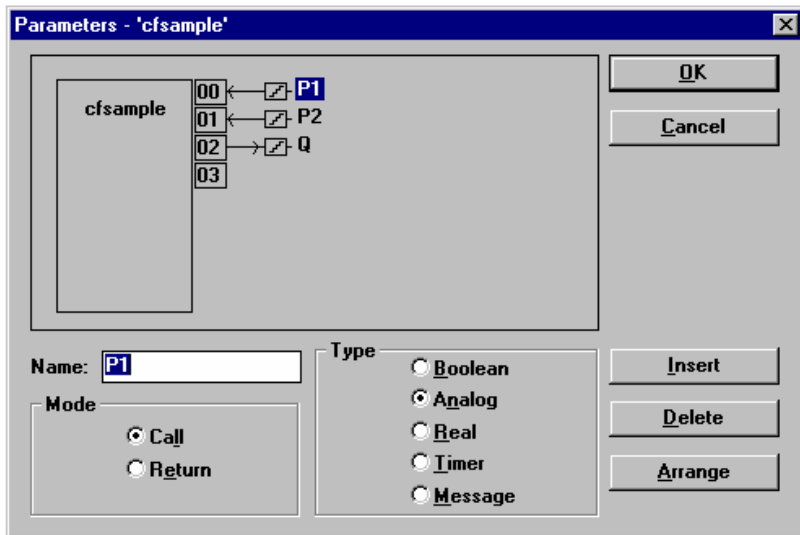 Parameters - 'cfsample'
cfsample
00 P1
01 P2
02 Q
03
OK
Cancel
Name: P1
Mode
Call
Return
Type
Boolean
Analog
Real
Timer
Message
Insert
Delete
Arrange